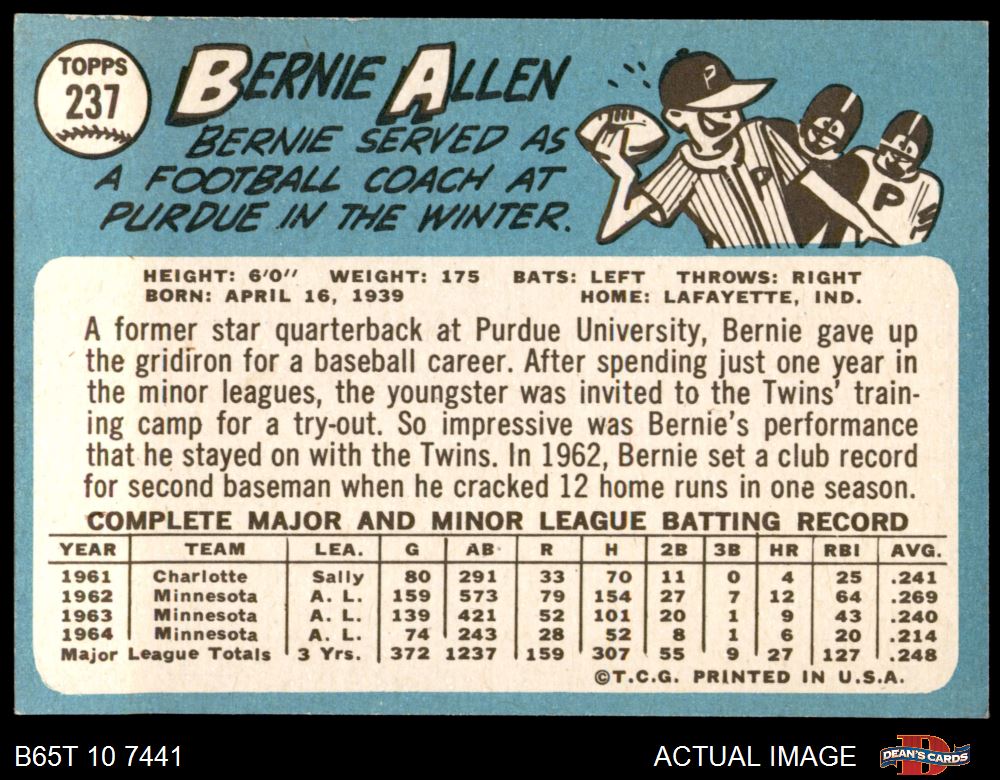 TOPPS
237
BERNIE ALLEN
BERNIE SERVED AS
A FOOTBALL COACH AT
PURDUE IN THE WINTER.
P
P
P
HEIGHT: 6'0" WEIGHT: 175 BATS: LEFT THROWS: RIGHT
BORN: APRIL 16, 1939 HOME: LAFAYETTE, IND.
A former star quarterback at Purdue University, Bernie gave up
the gridiron for a baseball career. After spending just one year in
the minor leagues, the youngster was invited to the Twins' train-
ing camp for a try-out. So impressive was Bernie's performance
that he stayed on with the Twins. In 1962, Bernie set a club record
for second baseman when he cracked 12 home runs in one season.
COMPLETE MAJOR AND MINOR LEAGUE BATTING RECORD
YEAR TEAM LEA. G AB R H 2B 3B HR RBI AVG.
1961 Charlotte Sally 80 291 33 70 11 0 4 25 .241
1962 Minnesota A. L. 159 573 79 154 27 7 12 64 .269
1963 Minnesota A. L. 139 421 52 101 20 1 9 43 .240
1964 Minnesota A. L. 74 243 28 52 8 1 6 20 .214
Major League Totals 3 Yrs. 372 1237 159 307 55 9 27 127 .248
©T.C.G. PRINTED IN U.S.A.
B65T 10 7441 ACTUAL IMAGE DEAN'S CARDS